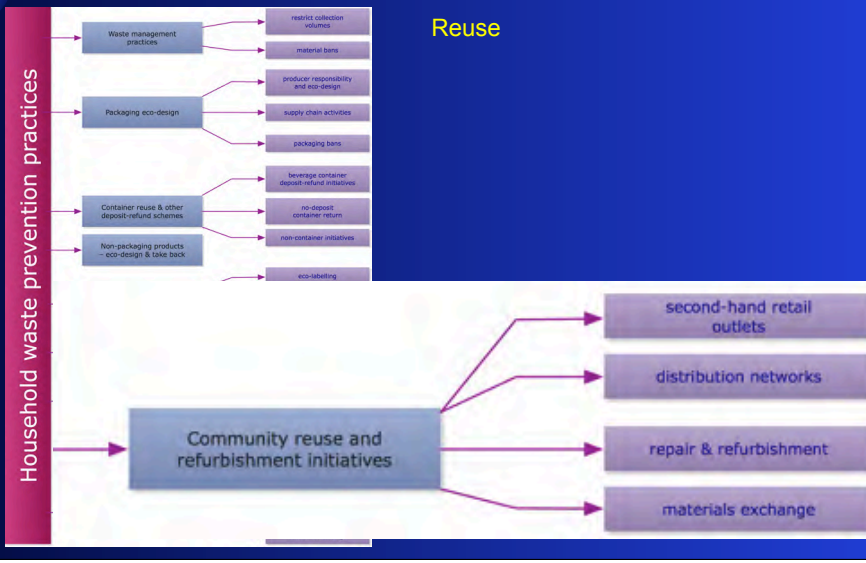 Reuse
Household waste prevention practices
Waste management
practices
restrict collection
volumes
material bans
Packaging eco-design
producer responsibility
and eco-design
supply chain activities
packaging bans
Container reuse & other
deposit-refund schemes
beverage container
deposit-refund initiatives
no-deposit
container return
non-container initiatives
Non-packaging products
– eco-design & take back
eco-labelling
Community reuse and
refurbishment initiatives
second-hand retail
outlets
distribution networks
repair & refurbishment
materials exchange